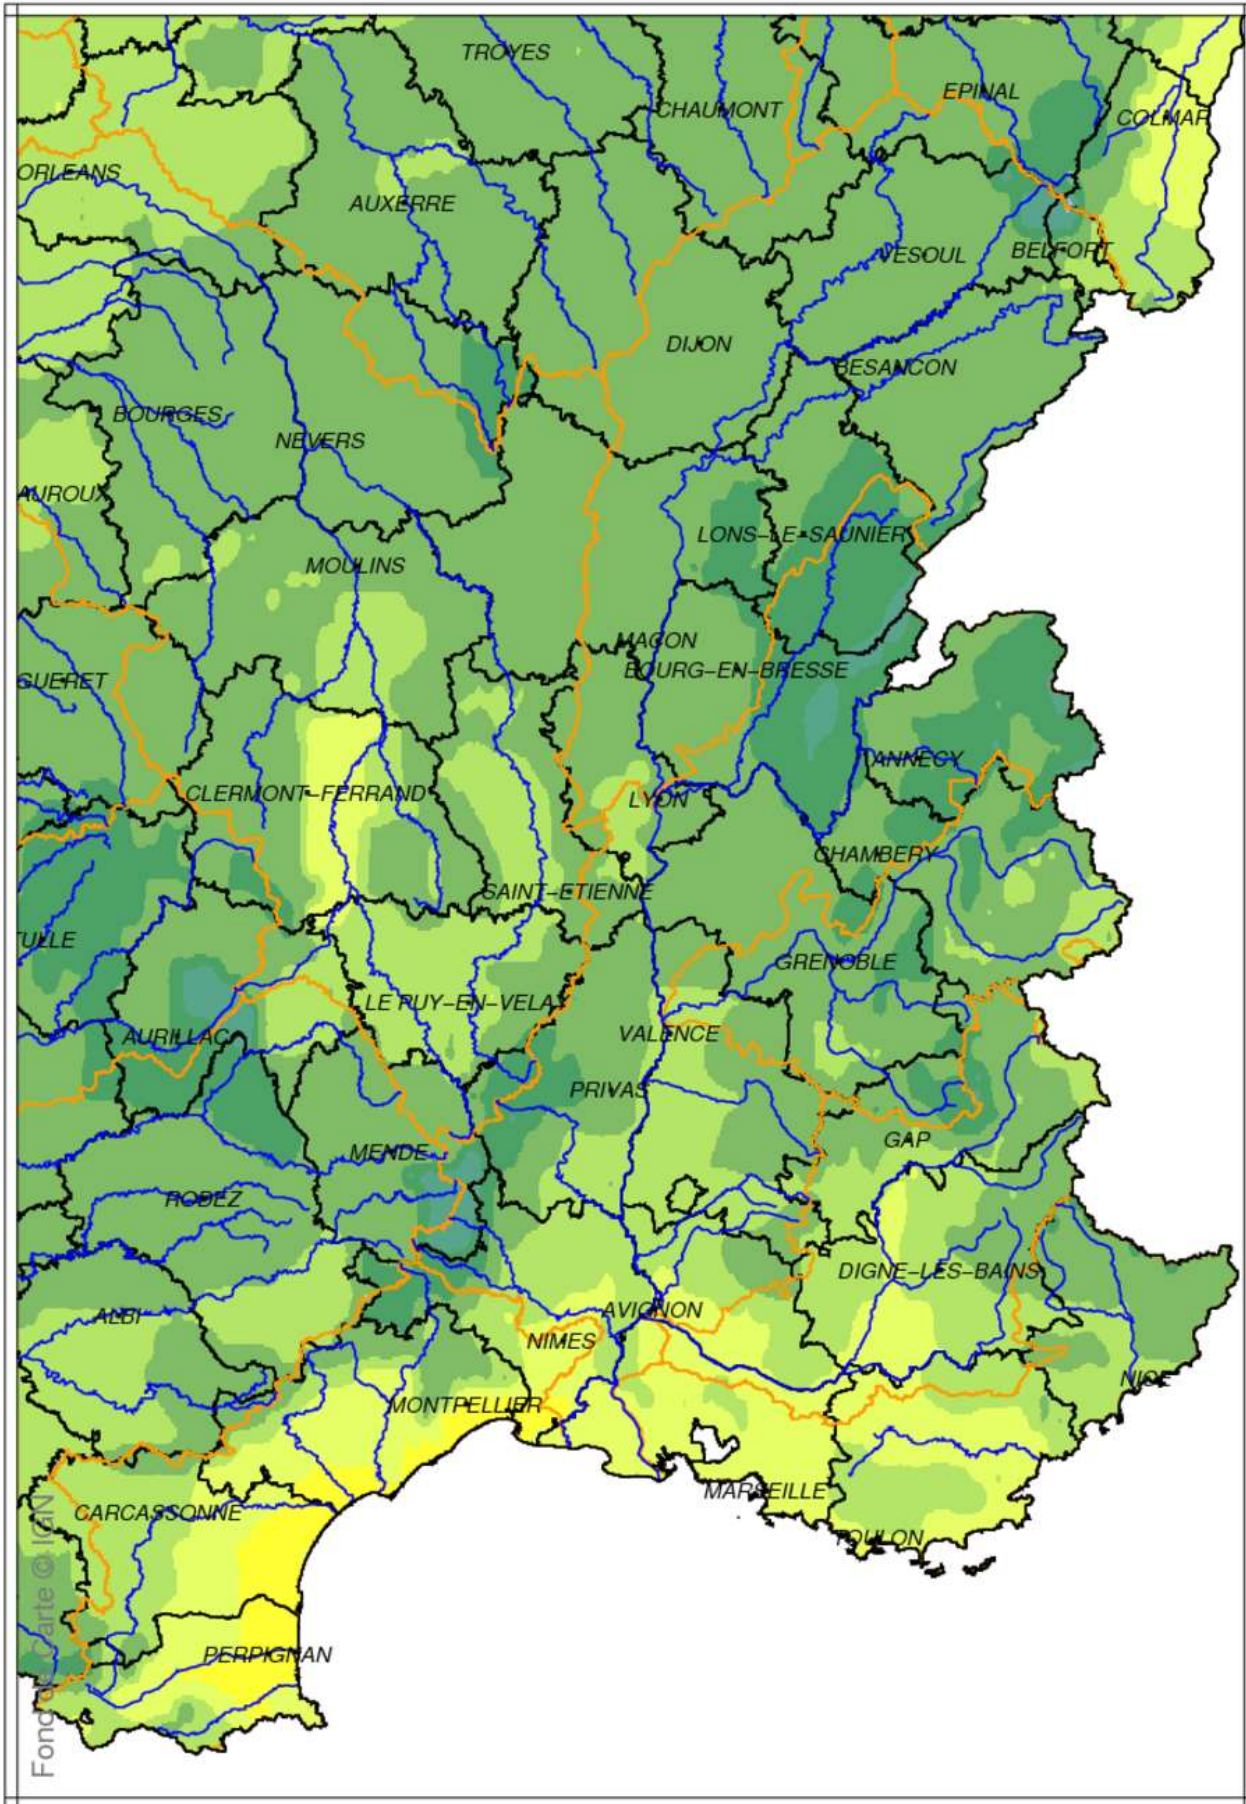 TROYES
EPINAL
CHAUMONT
COLMAR
ORLEANS
AUXERRE
VESOUL
BELFORT
DIJON
BESANCON
BOURGES
NEVERS
AUROUX
LONS-LE-SAUNIER
MOULINS
MACON
BOURG-EN-BRESSE
GUERET
ANNECY
CLERMONT-FERRAND
LYON
CHAMBERY
SAINT-ETIENNE
TULLE
GRENOBLE
LE PUY-EN-VELAY
VALENCE
AURILLAC
PRIVAS
GAP
MENDE
RODEZ
DIGNE-LES-BAINS
AVIGNON
ALBI
NIMES
NICE
MONTPELLIER
MARSEILLE
CARCASSONNE
TOULON
PERPIGNAN
Fond de Carte © IGN